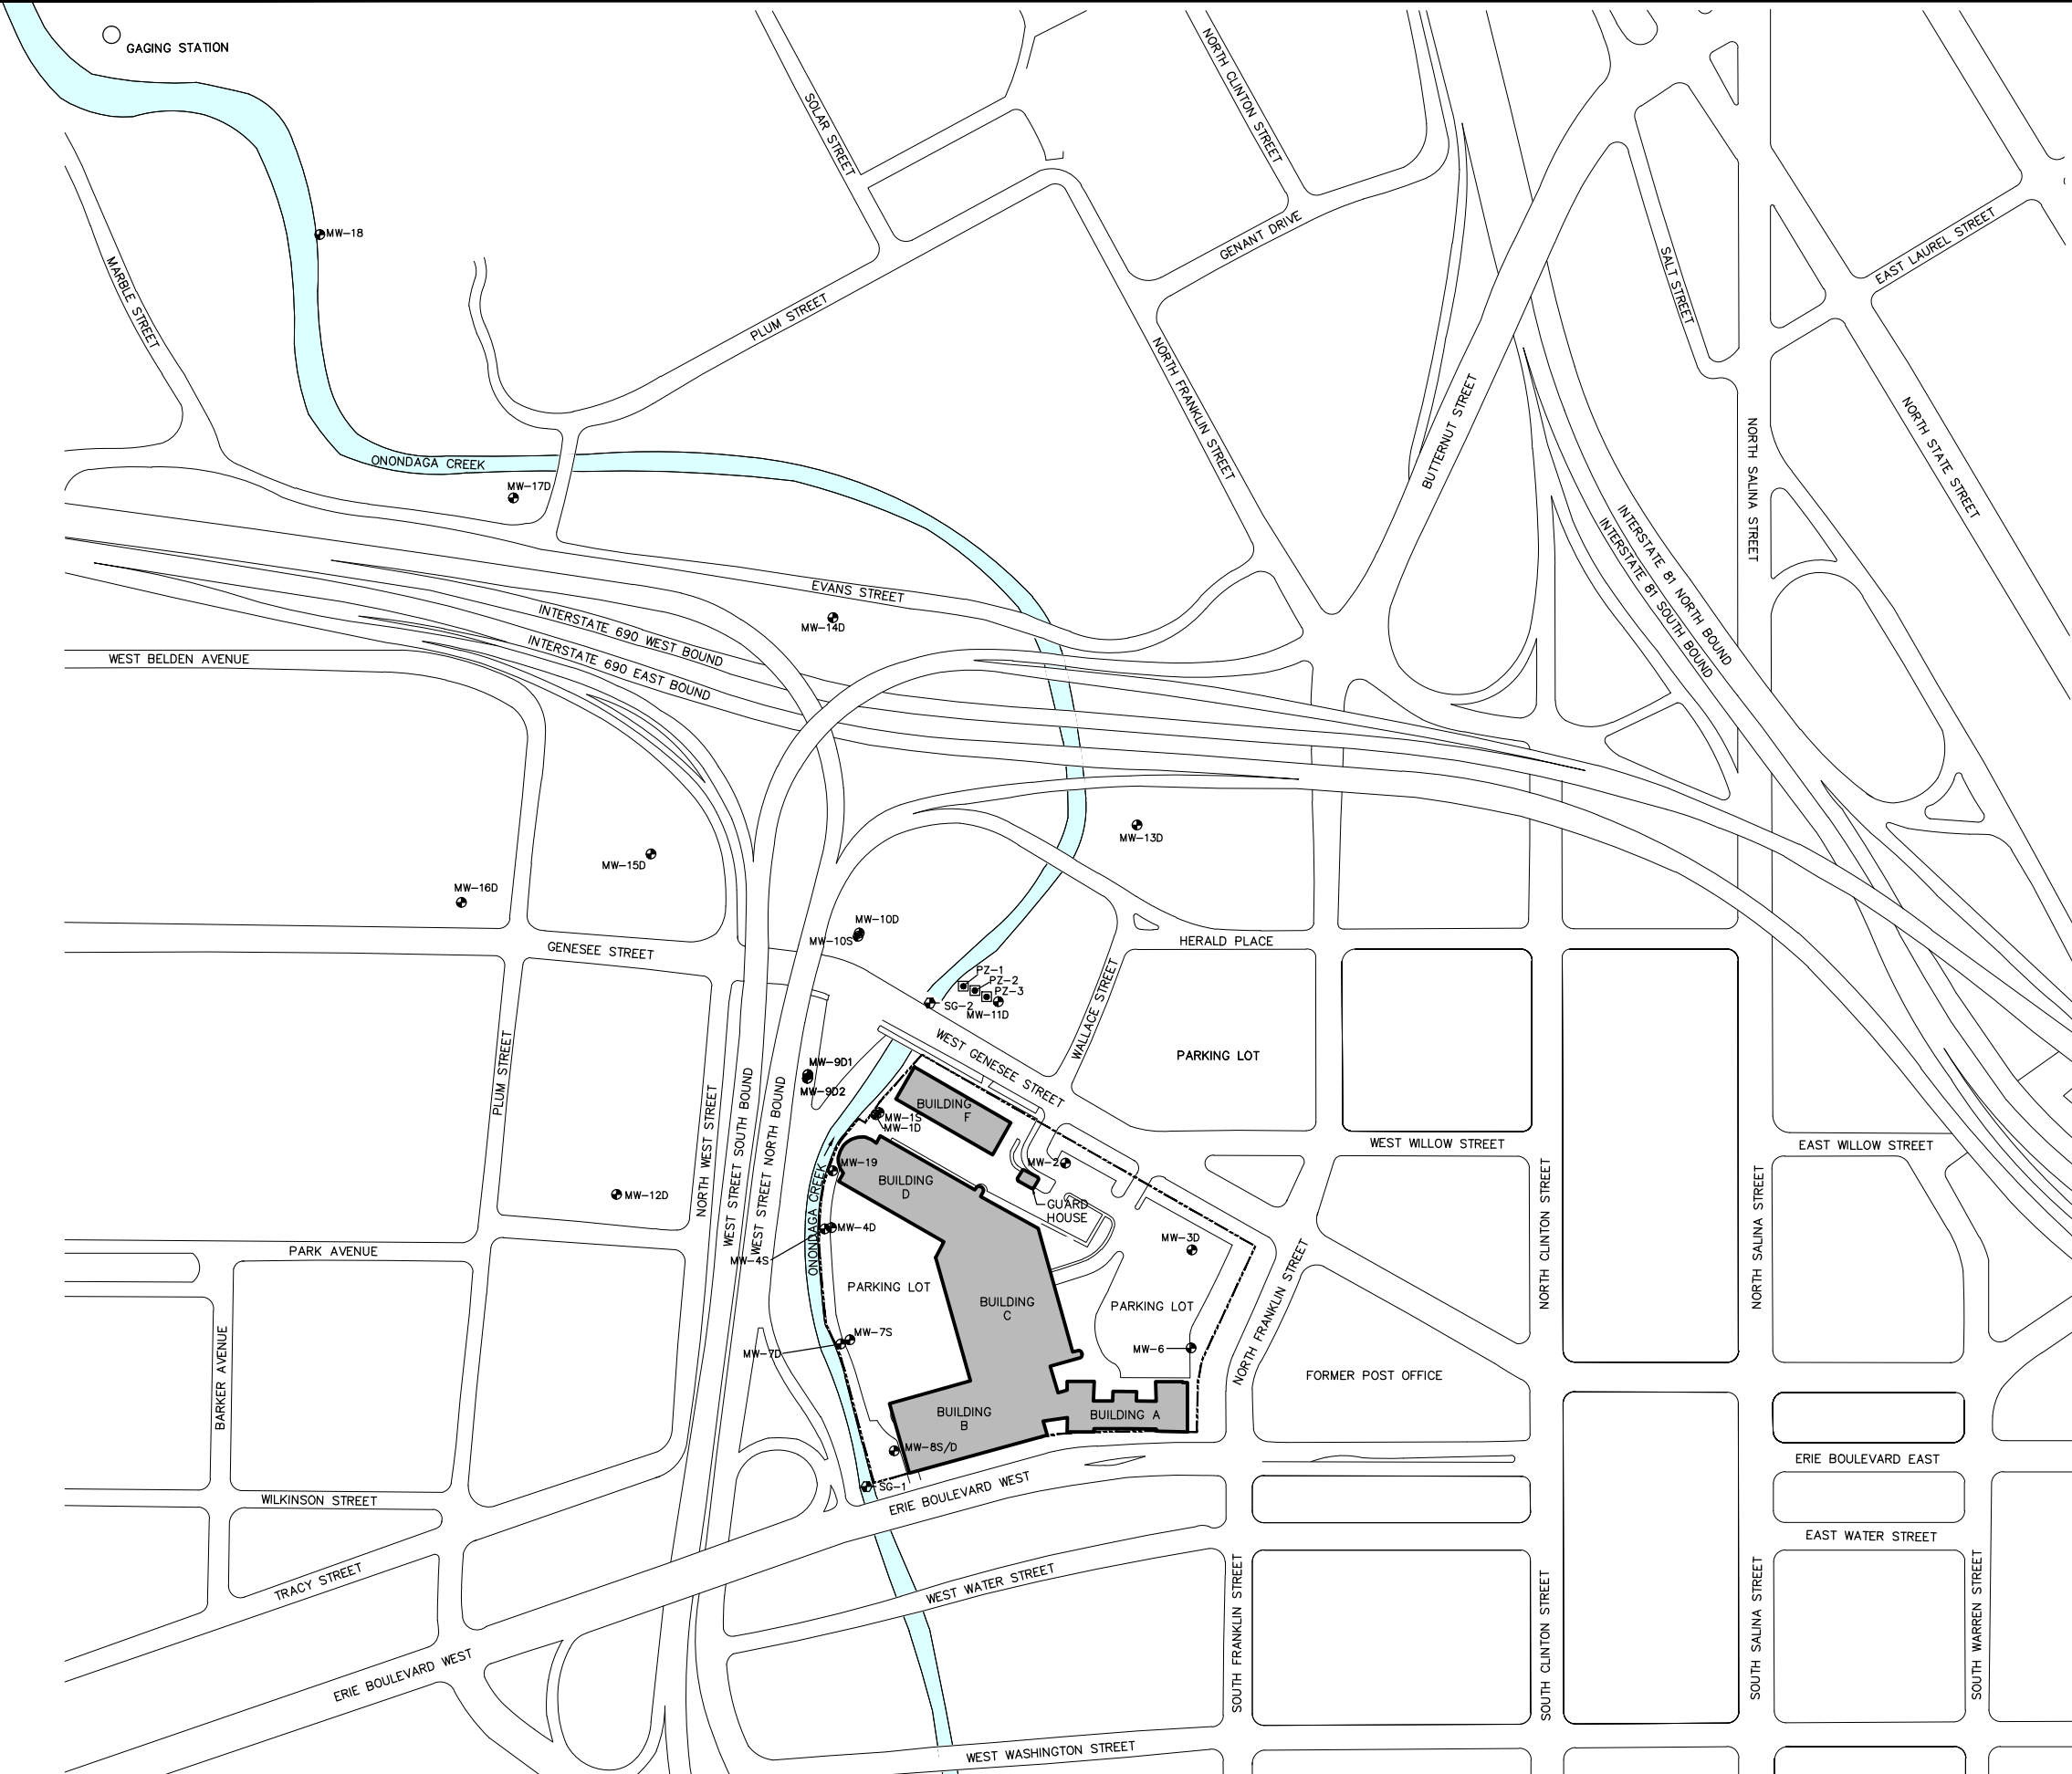 GAGING STATION
NORTH CLINTON STREET
SOLAR STREET
MW-18
GENANT DRIVE
EAST LAUREL STREET
SALT STREET
MARBLE STREET
PLUM STREET
NORTH FRANKLIN STREET
BUTTERNUT STREET
NORTH STATE STREET
NORTH SALINA STREET
ONONDAGA CREEK
MW-17D
INTERSTATE 81 NORTH BOUND
INTERSTATE 81 SOUTH BOUND
EVANS STREET
MW-14D
INTERSTATE 690 WEST BOUND
INTERSTATE 690 EAST BOUND
WEST BELDEN AVENUE
MW-13D
MW-15D
MW-16D
MW-10D
MW-10S
HERALD PLACE
GENESEE STREET
PZ-1
PZ-2
PZ-3
SG-2
MW-11D
WALLACE STREET
WEST GENESEE STREET
PARKING LOT
MW-9D1
MW-9D2
PLUM STREET
BUILDING
F
MW-1S
MW-1D
WEST WILLOW STREET
EAST WILLOW STREET
NORTH WEST STREET
WEST STREET SOUTH BOUND
WEST STREET NORTH BOUND
MW-19
MW-2
BUILDING
D
MW-12D
GUARD
HOUSE
ONONDAGA CREEK
MW-4D
MW-4S
MW-3D
PARK AVENUE
NORTH CLINTON STREET
NORTH SALINA STREET
PARKING LOT
BUILDING
C
PARKING LOT
NORTH FRANKLIN STREET
MW-7S
MW-7D
MW-6
BARKER AVENUE
FORMER POST OFFICE
BUILDING
B
BUILDING A
MW-8S/D
ERIE BOULEVARD EAST
SG-1
WILKINSON STREET
ERIE BOULEVARD WEST
EAST WATER STREET
TRACY STREET
WEST WATER STREET
SOUTH FRANKLIN STREET
SOUTH CLINTON STREET
SOUTH SALINA STREET
SOUTH WARREN STREET
ERIE BOULEVARD WEST
WEST WASHINGTON STREET